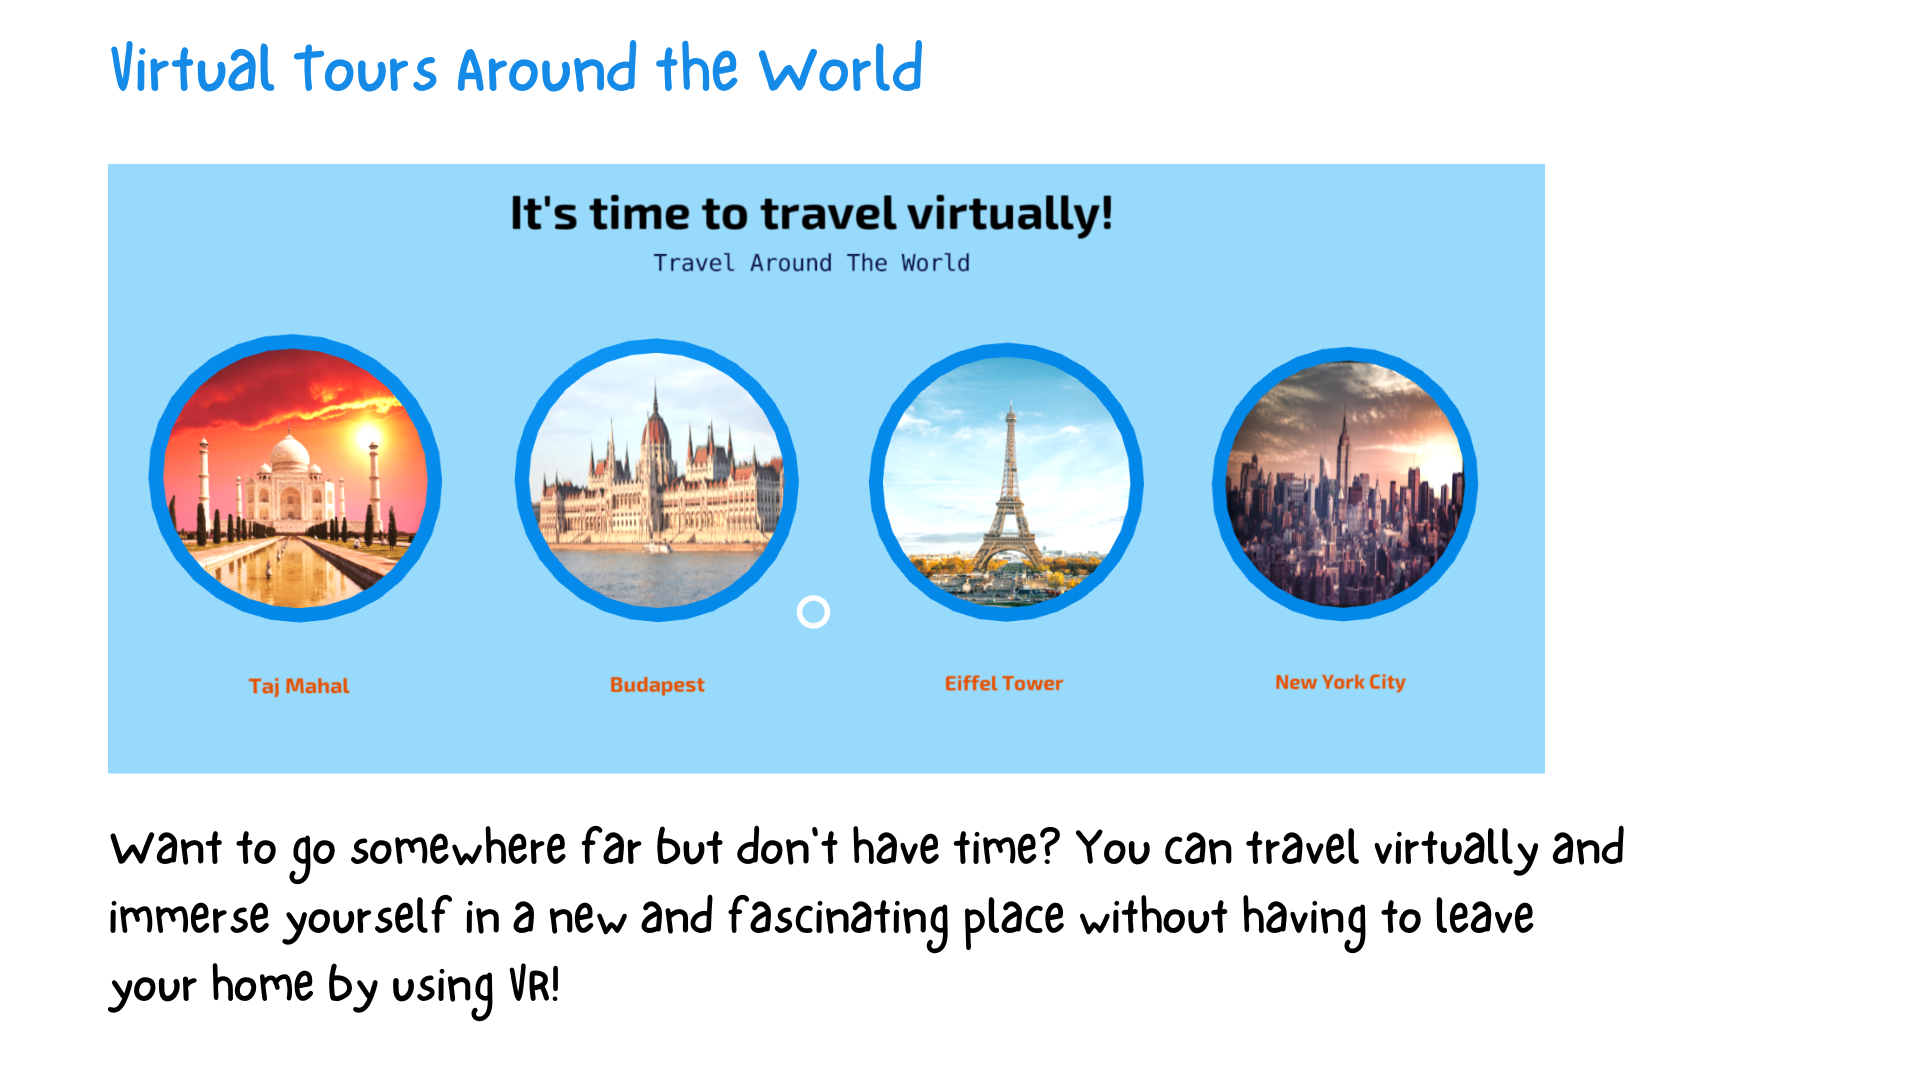 Virtual Tours Around the World
It's time to travel virtually!
Travel Around The World
Taj Mahal
Budapest
Eiffel Tower
New York City
Want to go somewhere far but don't have time? You can travel virtually and
immerse yourself in a new and fascinating place without having to leave
your home by using VR!